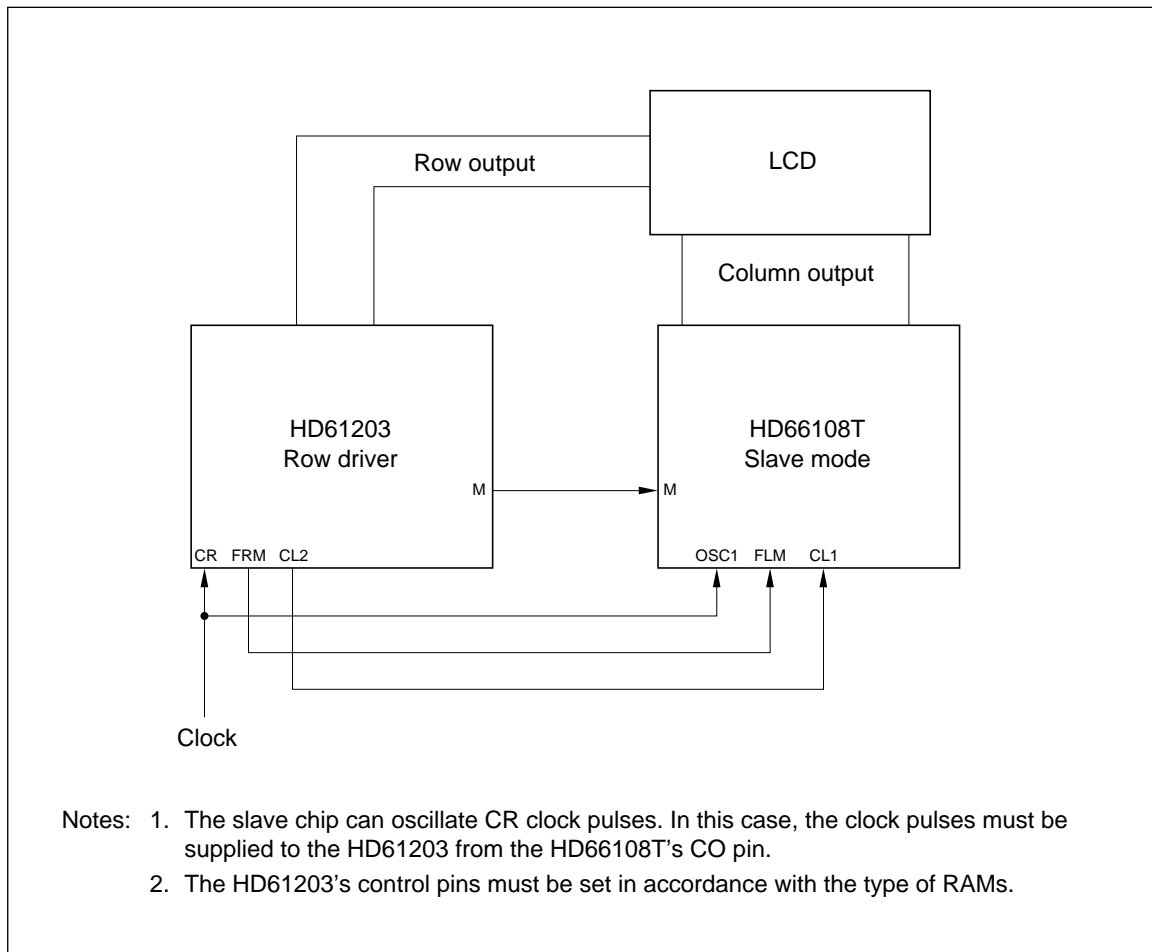 LCD
Row output
Column output
HD61203
Row driver
M
CR FRM CL2
HD66108T
Slave mode
M
OSC1 FLM CL1
Clock
Notes: 1. The slave chip can oscillate CR clock pulses. In this case, the clock pulses must be
supplied to the HD61203 from the HD66108T's CO pin.
2. The HD61203's control pins must be set in accordance with the type of RAMs.